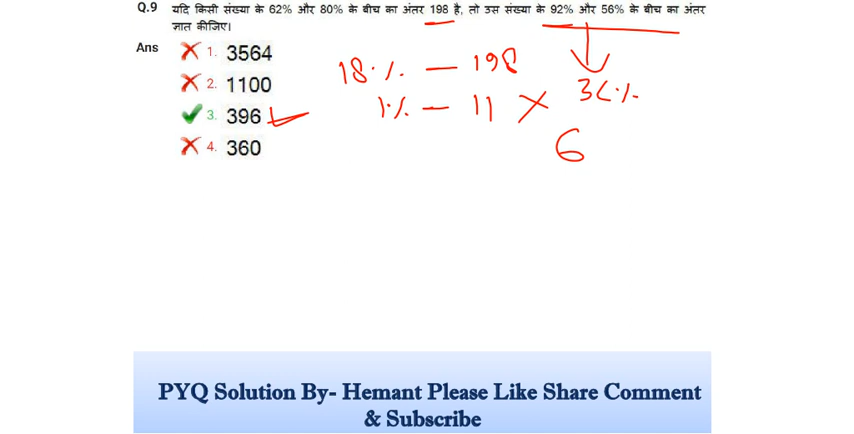 Q.9 यदि किसी संख्या के 62% और 80% के बीच का अंतर 198 है, तो उस संख्या के 92% और 56% के बीच का अंतर
ज्ञात कीजिए।
Ans
1. 3564
2. 1100
3. 396
4. 360
18% — 198
1% — 11 ×
36%
6
PYQ Solution By- Hemant Please Like Share Comment
& Subscribe